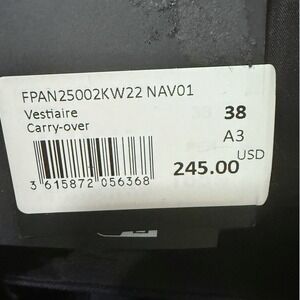 FPAN25002KW22 NAV01
Vestiaire
Carry-over
38
A3
USD
245.00
3 615872 056368